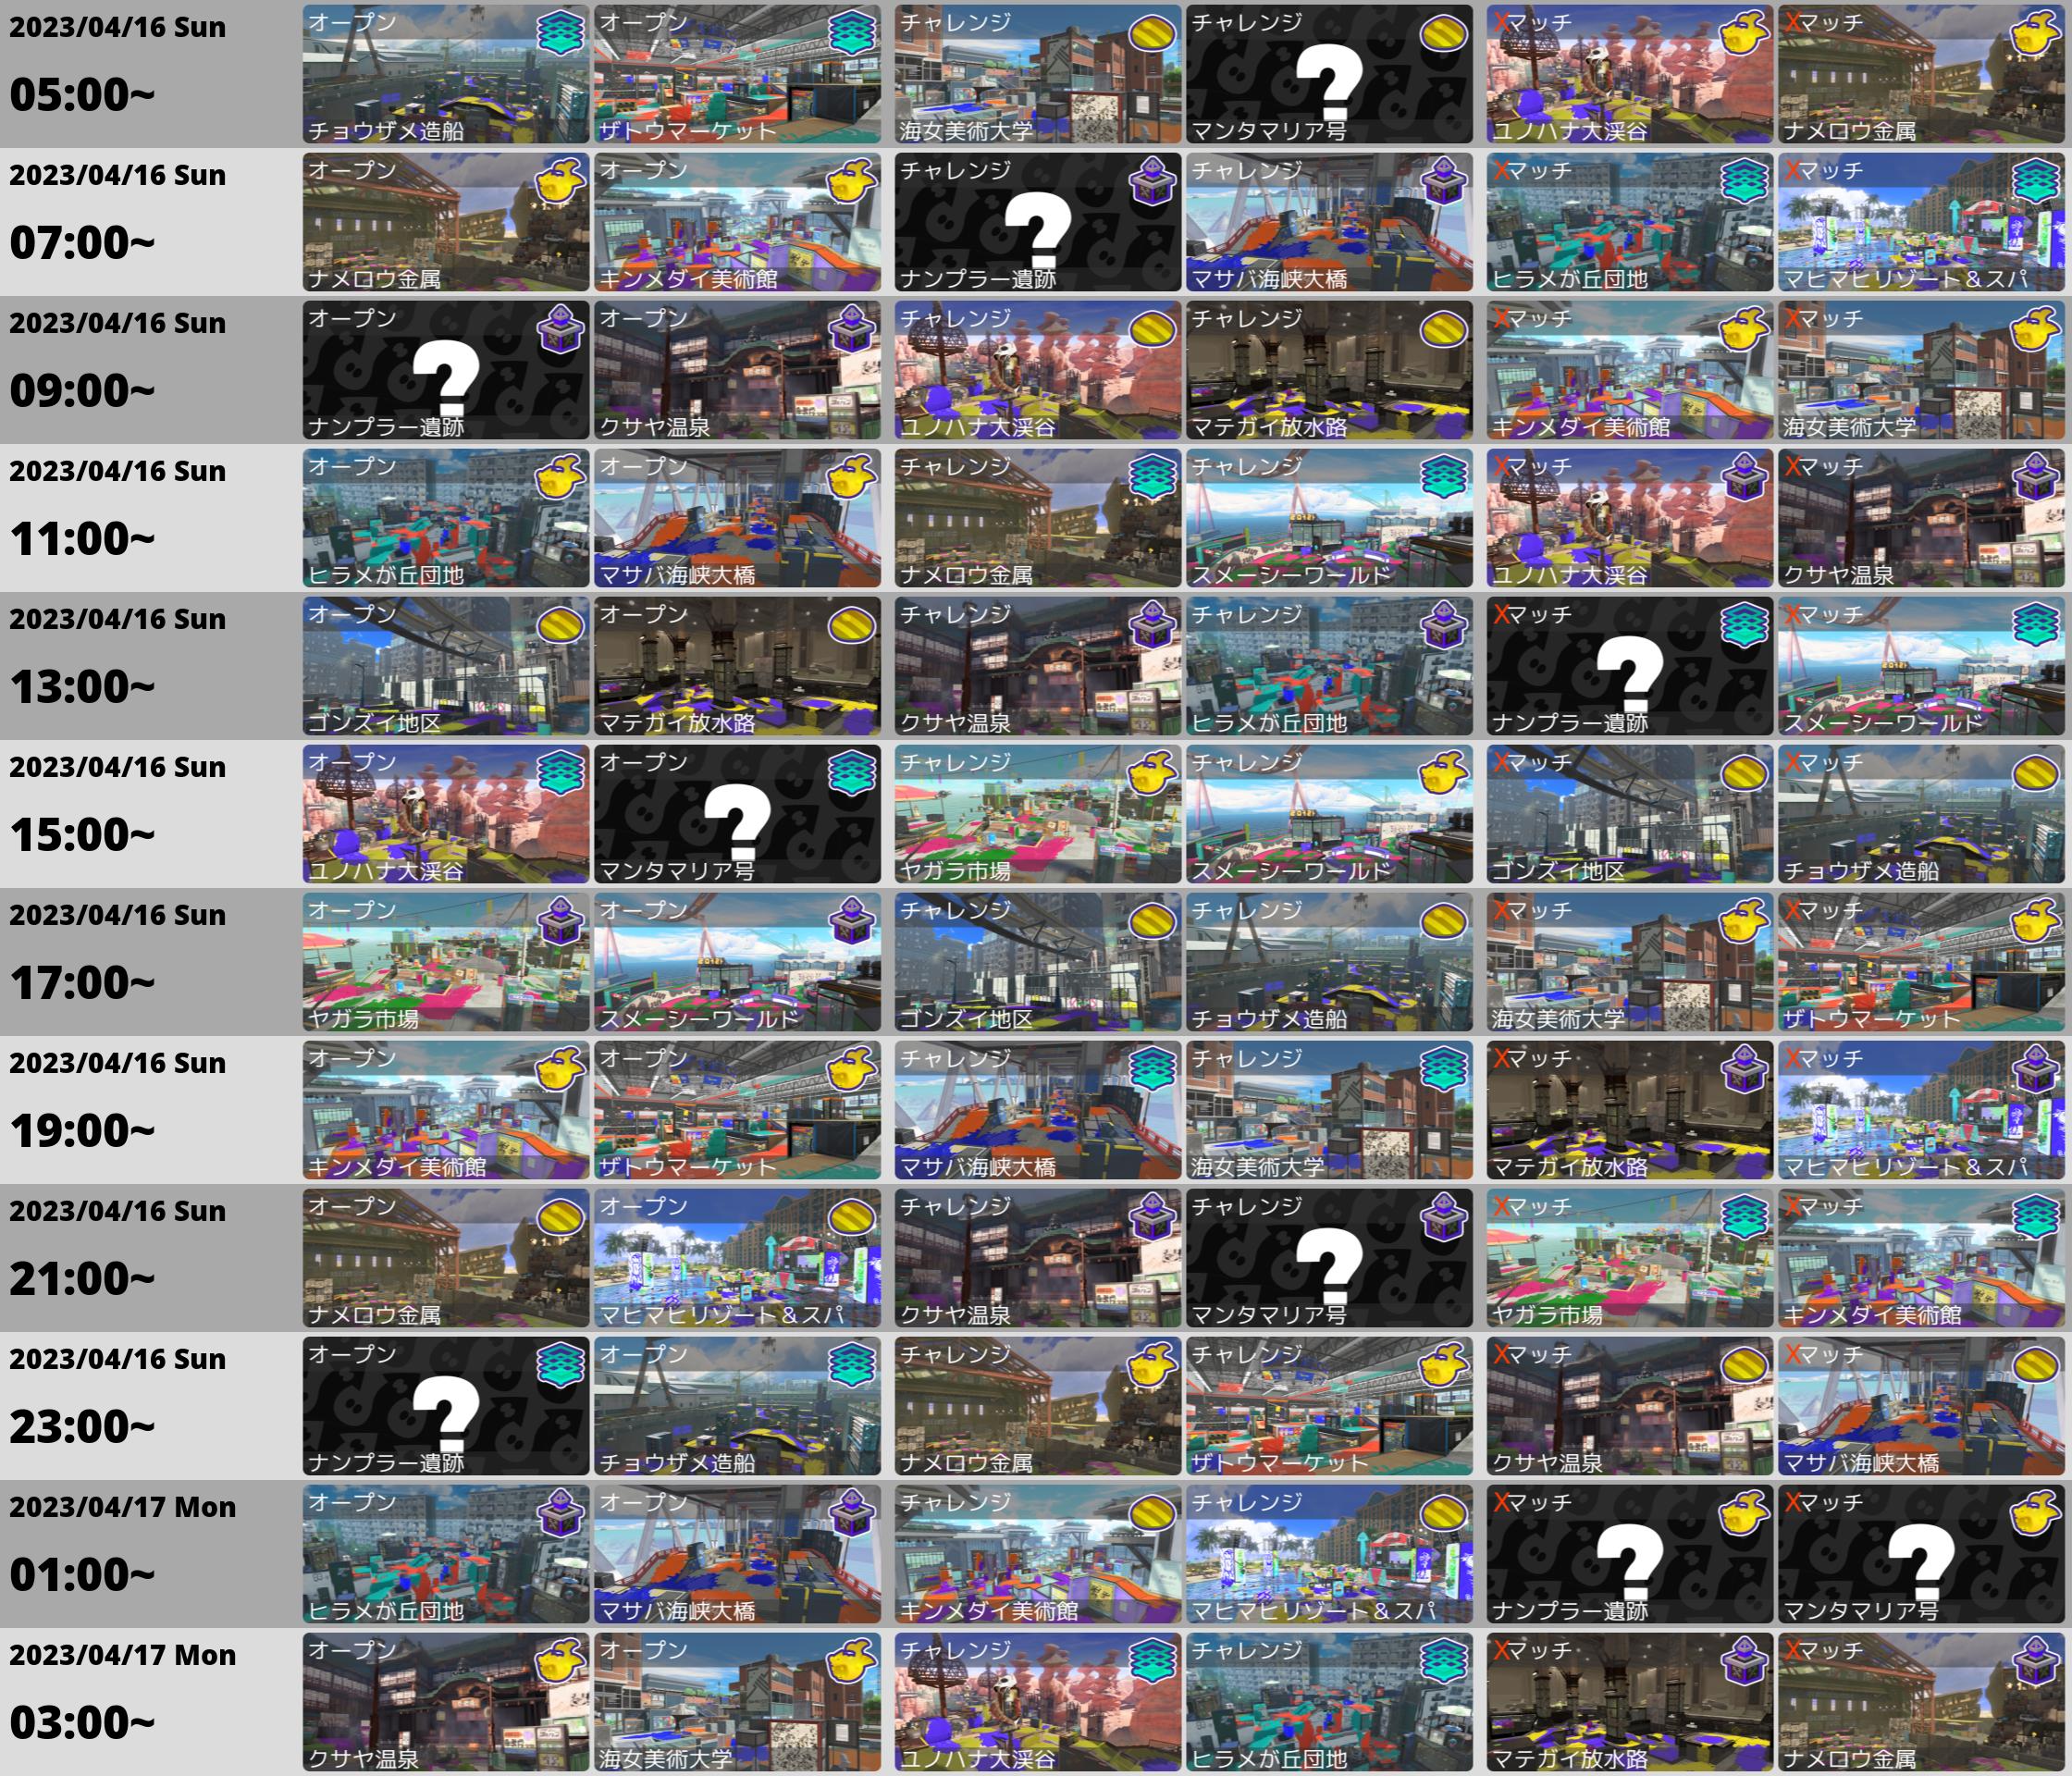 2023/04/16 Sun
05:00~
オープン
チョウザメ造船
オープン
ザトウマーケット
チャレンジ
海女美術大学
チャレンジ
?
マンタマリア号
Xマッチ
ユノハナ大渓谷
Xマッチ
ナメロウ金属
2023/04/16 Sun
07:00~
オープン
ナメロウ金属
オープン
キンメダイ美術館
チャレンジ
?
ナンプラー遺跡
チャレンジ
マサバ海峡大橋
Xマッチ
ヒラメが丘団地
Xマッチ
マヒマヒリゾート＆スパ
2023/04/16 Sun
09:00~
オープン
?
ナンプラー遺跡
オープン
クサヤ温泉
チャレンジ
ユノハナ大渓谷
チャレンジ
マテガイ放水路
Xマッチ
キンメダイ美術館
Xマッチ
海女美術大学
2023/04/16 Sun
11:00~
オープン
ヒラメが丘団地
オープン
マサバ海峡大橋
チャレンジ
ナメロウ金属
チャレンジ
スメーシーワールド
Xマッチ
ユノハナ大渓谷
Xマッチ
クサヤ温泉
2023/04/16 Sun
13:00~
オープン
ゴンズイ地区
オープン
マテガイ放水路
チャレンジ
クサヤ温泉
チャレンジ
ヒラメが丘団地
Xマッチ
?
ナンプラー遺跡
Xマッチ
スメーシーワールド
2023/04/16 Sun
15:00~
オープン
ユノハナ大渓谷
オープン
?
マンタマリア号
チャレンジ
ヤガラ市場
チャレンジ
スメーシーワールド
Xマッチ
ゴンズイ地区
Xマッチ
チョウザメ造船
2023/04/16 Sun
17:00~
オープン
ヤガラ市場
オープン
スメーシーワールド
チャレンジ
ゴンズイ地区
チャレンジ
チョウザメ造船
Xマッチ
海女美術大学
Xマッチ
ザトウマーケット
2023/04/16 Sun
19:00~
オープン
キンメダイ美術館
オープン
ザトウマーケット
チャレンジ
マサバ海峡大橋
チャレンジ
海女美術大学
Xマッチ
マテガイ放水路
Xマッチ
マヒマヒリゾート＆スパ
2023/04/16 Sun
21:00~
オープン
ナメロウ金属
オープン
マヒマヒリゾート＆スパ
チャレンジ
クサヤ温泉
チャレンジ
?
マンタマリア号
Xマッチ
ヤガラ市場
Xマッチ
キンメダイ美術館
2023/04/16 Sun
23:00~
オープン
?
ナンプラー遺跡
オープン
チョウザメ造船
チャレンジ
ナメロウ金属
チャレンジ
ザトウマーケット
Xマッチ
クサヤ温泉
Xマッチ
マサバ海峡大橋
2023/04/17 Mon
01:00~
オープン
ヒラメが丘団地
オープン
マサバ海峡大橋
チャレンジ
キンメダイ美術館
チャレンジ
マヒマヒリゾート＆スパ
Xマッチ
?
ナンプラー遺跡
Xマッチ
?
マンタマリア号
2023/04/17 Mon
03:00~
オープン
クサヤ温泉
オープン
海女美術大学
チャレンジ
ユノハナ大渓谷
チャレンジ
ヒラメが丘団地
Xマッチ
マテガイ放水路
Xマッチ
ナメロウ金属